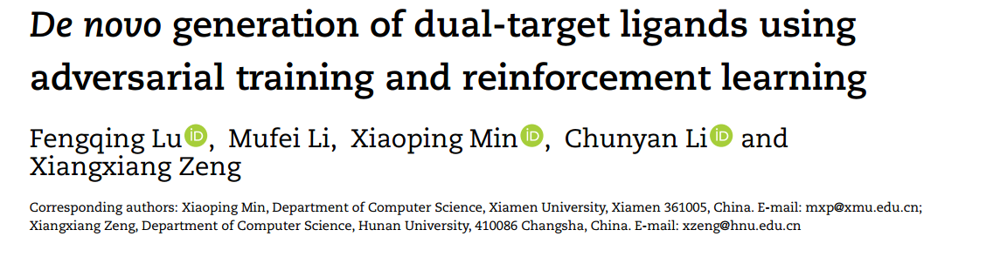 De novo generation of dual-target ligands using
adversarial training and reinforcement learning
Fengqing Lu iD, Mufei Li, Xiaoping Min iD, Chunyan Li iD and
Xiangxiang Zeng
Corresponding authors: Xiaoping Min, Department of Computer Science, Xiamen University, Xiamen 361005, China. E-mail: mxp@xmu.edu.cn;
Xiangxiang Zeng, Department of Computer Science, Hunan University, 410086 Changsha, China. E-mail: xzeng@hnu.edu.cn